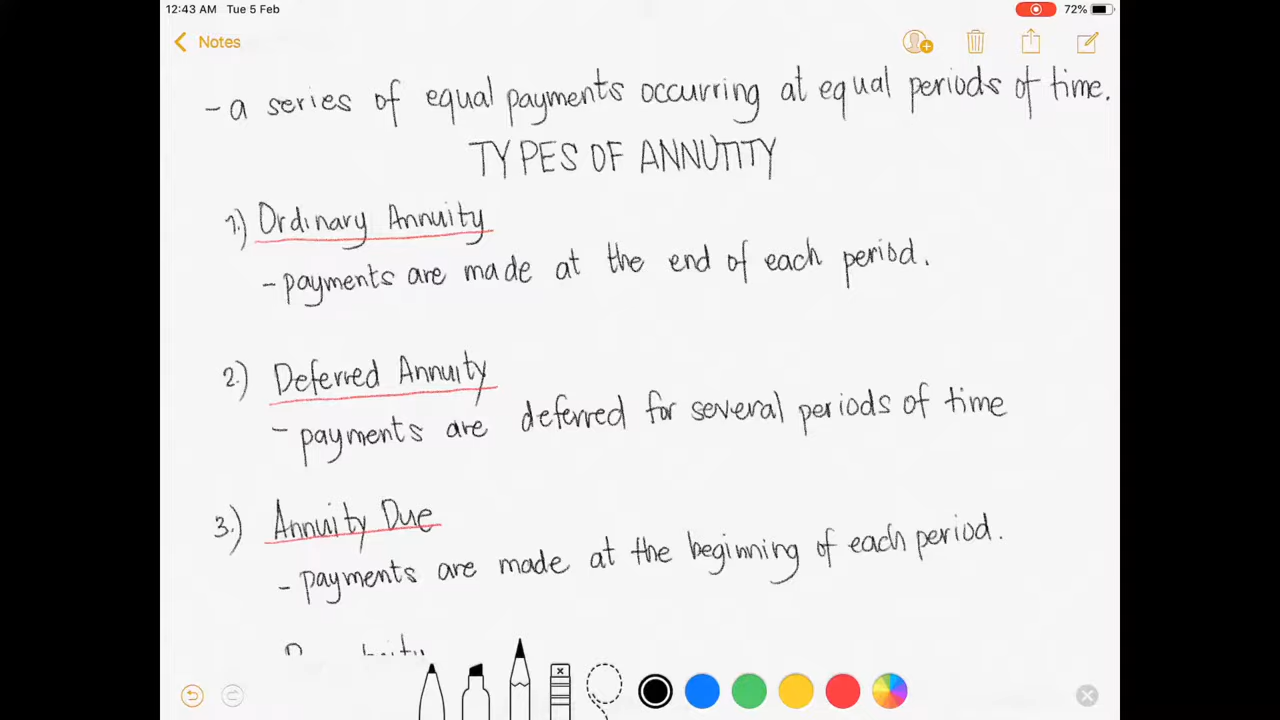 12:43 AM Tue 5 Feb
72%
Notes
- a series of equal payments occurring at equal periods of time.
TYPES OF ANNUTITY
1.) Ordinary Annuity
- payments are made at the end of each period.
2.) Deferred Annuity
- payments are deferred for several periods of time
3.) Annuity Due
- payments are made at the beginning of each period.